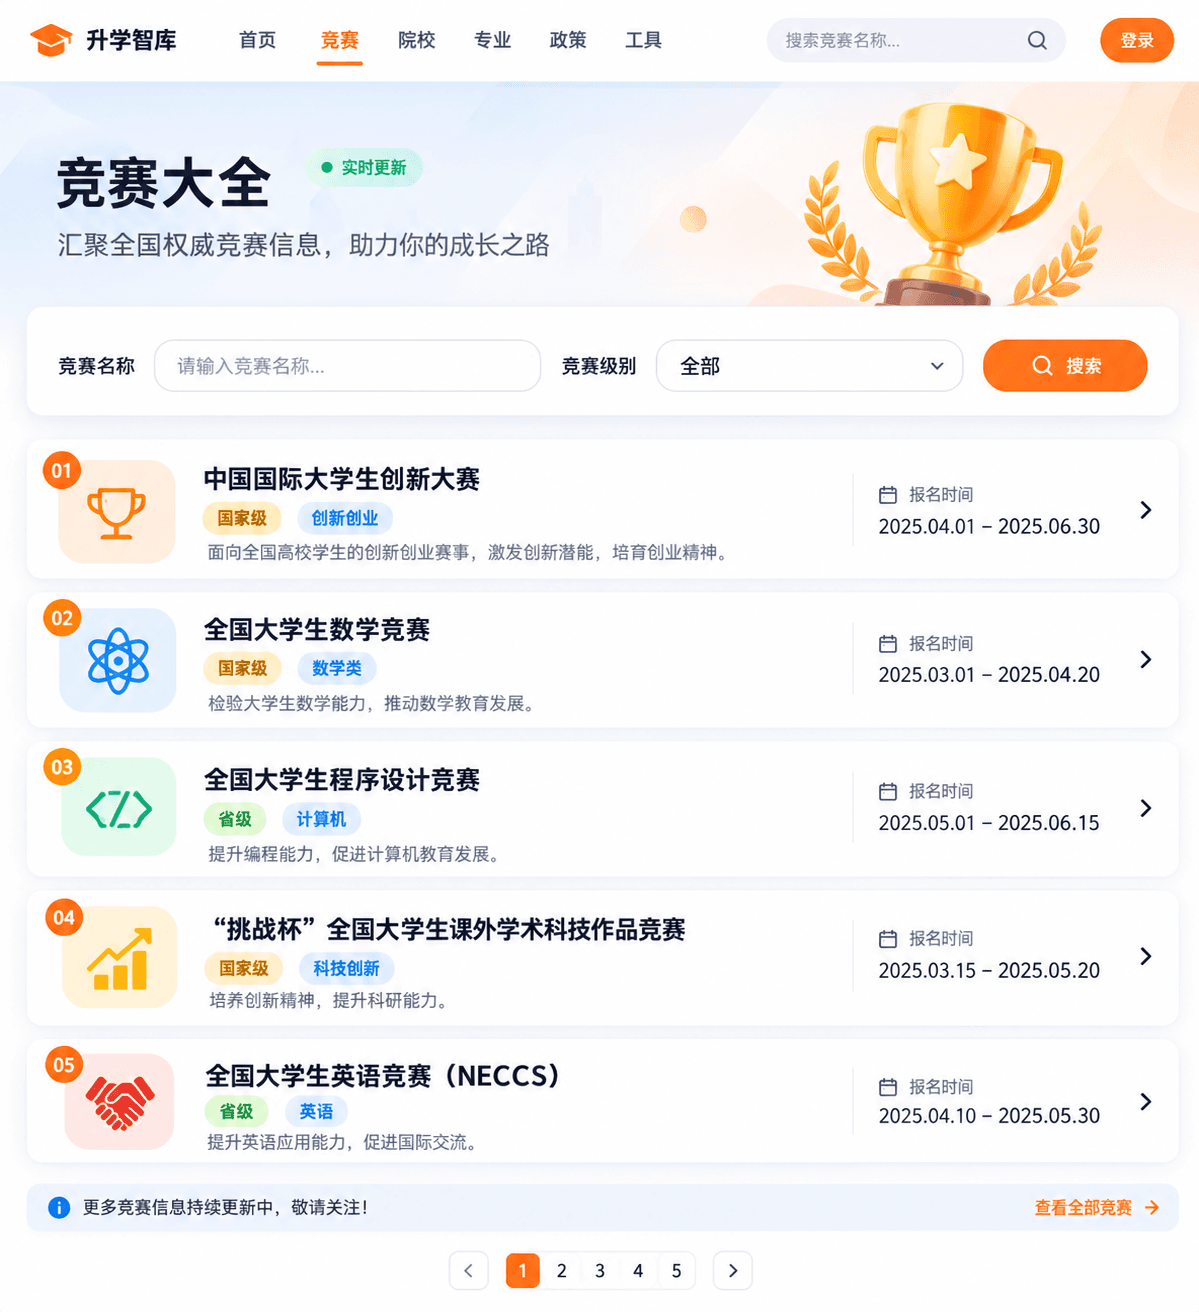 升学智库
首页 竞赛 院校 专业 政策 工具
搜索竞赛名称...
登录
竞赛大全
实时更新
汇聚全国权威竞赛信息，助力你的成长之路
竞赛名称 请输入竞赛名称... 竞赛级别 全部 搜索
01
中国国际大学生创新大赛
国家级 创新创业
面向全国高校学生的创新创业赛事，激发创新潜能，培育创业精神。
报名时间
2025.04.01 – 2025.06.30
02
全国大学生数学竞赛
国家级 数学类
检验大学生数学能力，推动数学教育发展。
报名时间
2025.03.01 – 2025.04.20
03
全国大学生程序设计竞赛
省级 计算机
提升编程能力，促进计算机教育发展。
报名时间
2025.05.01 – 2025.06.15
04
“挑战杯”全国大学生课外学术科技作品竞赛
国家级 科技创新
培养创新精神，提升科研能力。
报名时间
2025.03.15 – 2025.05.20
05
全国大学生英语竞赛（NECCS）
省级 英语
提升英语应用能力，促进国际交流。
报名时间
2025.04.10 – 2025.05.30
更多竞赛信息持续更新中，敬请关注！
查看全部竞赛 →
1 2 3 4 5